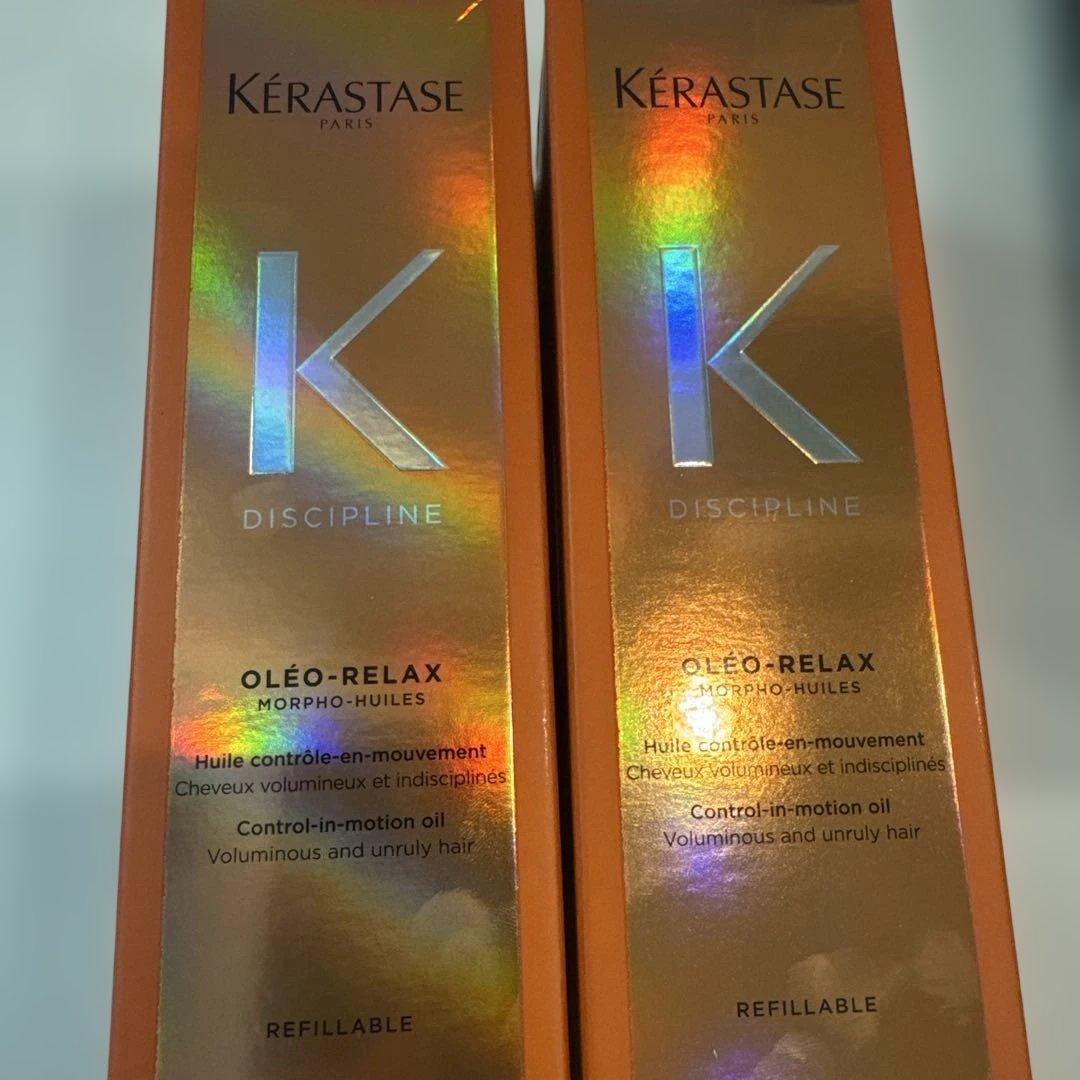 KÉRASTASE
PARIS
K
DISCIPLINE
OLÉO-RELAX
MORPHO-HUILES
Huile contrôle-en-mouvement
Cheveux volumineux et indisciplinés
Control-in-motion oil
Voluminous and unruly hair
REFILLABLE
KÉRASTASE
PARIS
K
DISCIPLINE
OLÉO-RELAX
MORPHO-HUILES
Huile contrôle-en-mouvement
Cheveux volumineux et indisciplinés
Control-in-motion oil
Voluminous and unruly hair
REFILLABLE